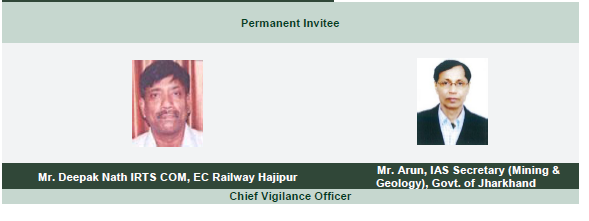 Permanent Invitee
Mr. Deepak Nath IRTS COM, EC Railway Hajipur
Mr. Arun, IAS Secretary (Mining &
Geology), Govt. of Jharkhand
Chief Vigilance Officer